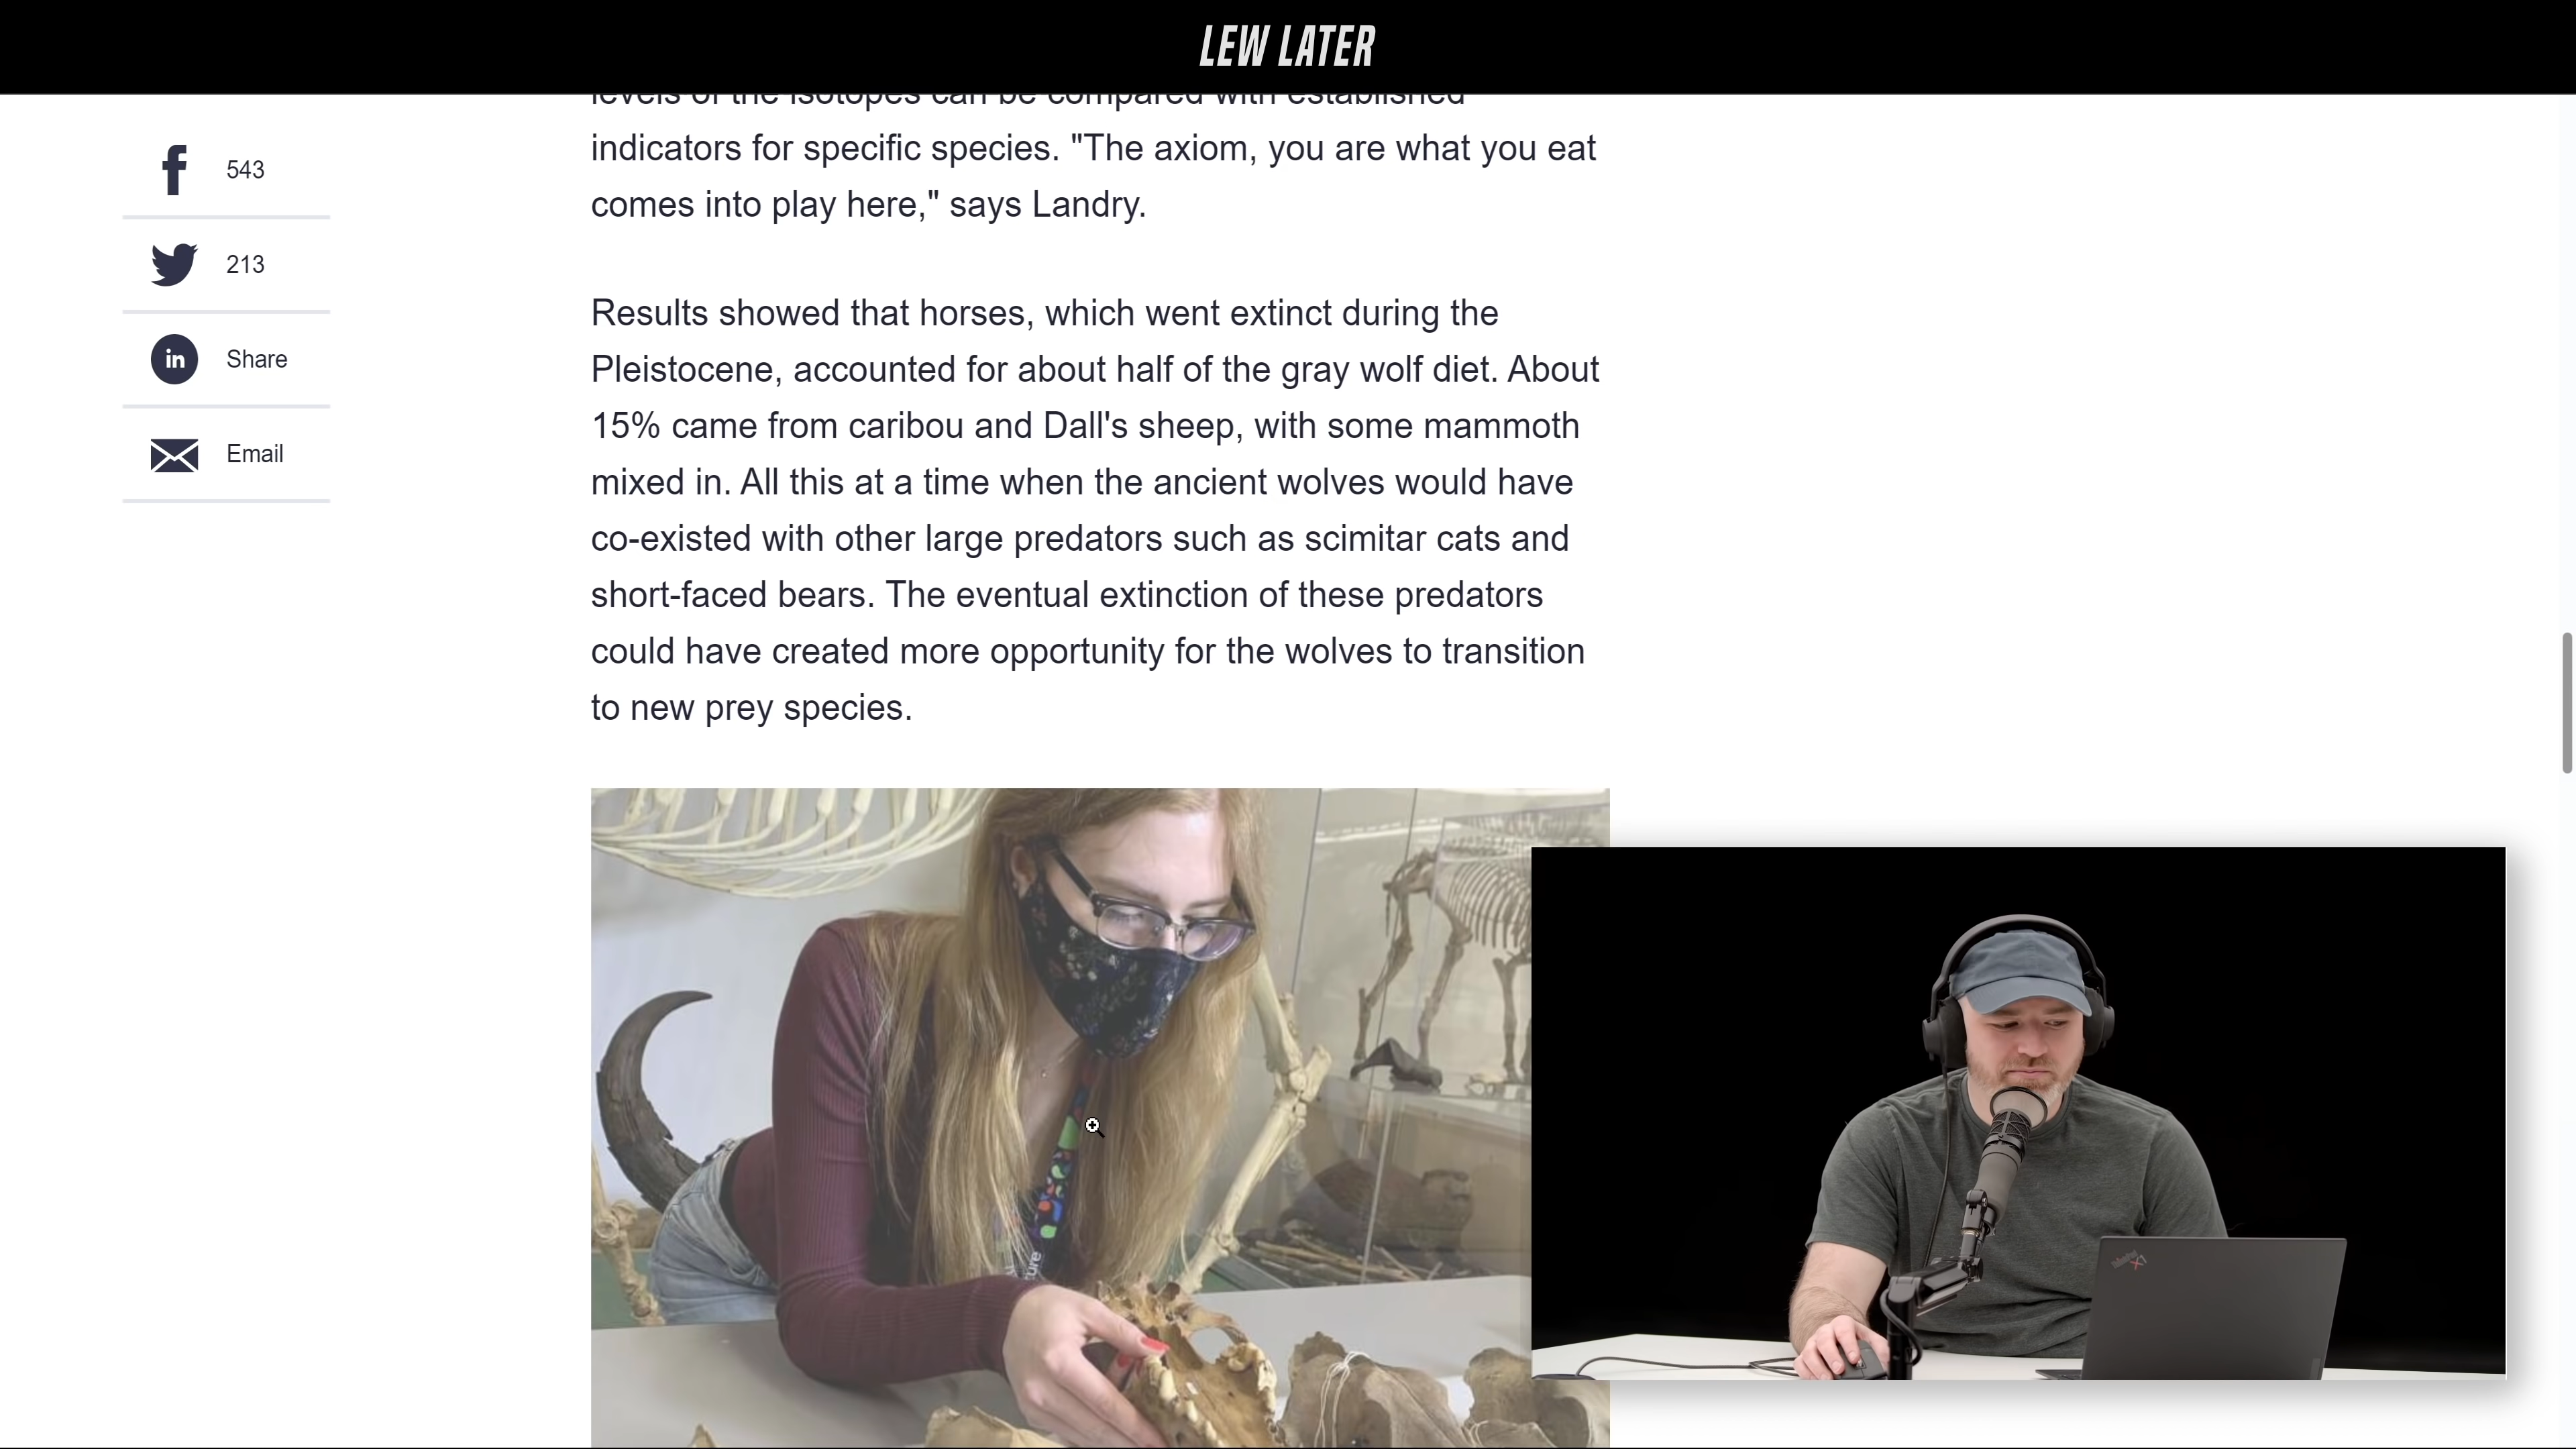 LEW LATER
543
213
in
Share
Email
levels of the isotopes can be compared with established
indicators for specific species. "The axiom, you are what you eat
comes into play here," says Landry.
Results showed that horses, which went extinct during the
Pleistocene, accounted for about half of the gray wolf diet. About
15% came from caribou and Dall's sheep, with some mammoth
mixed in. All this at a time when the ancient wolves would have
co-existed with other large predators such as scimitar cats and
short-faced bears. The eventual extinction of these predators
could have created more opportunity for the wolves to transition
to new prey species.
ure
X1